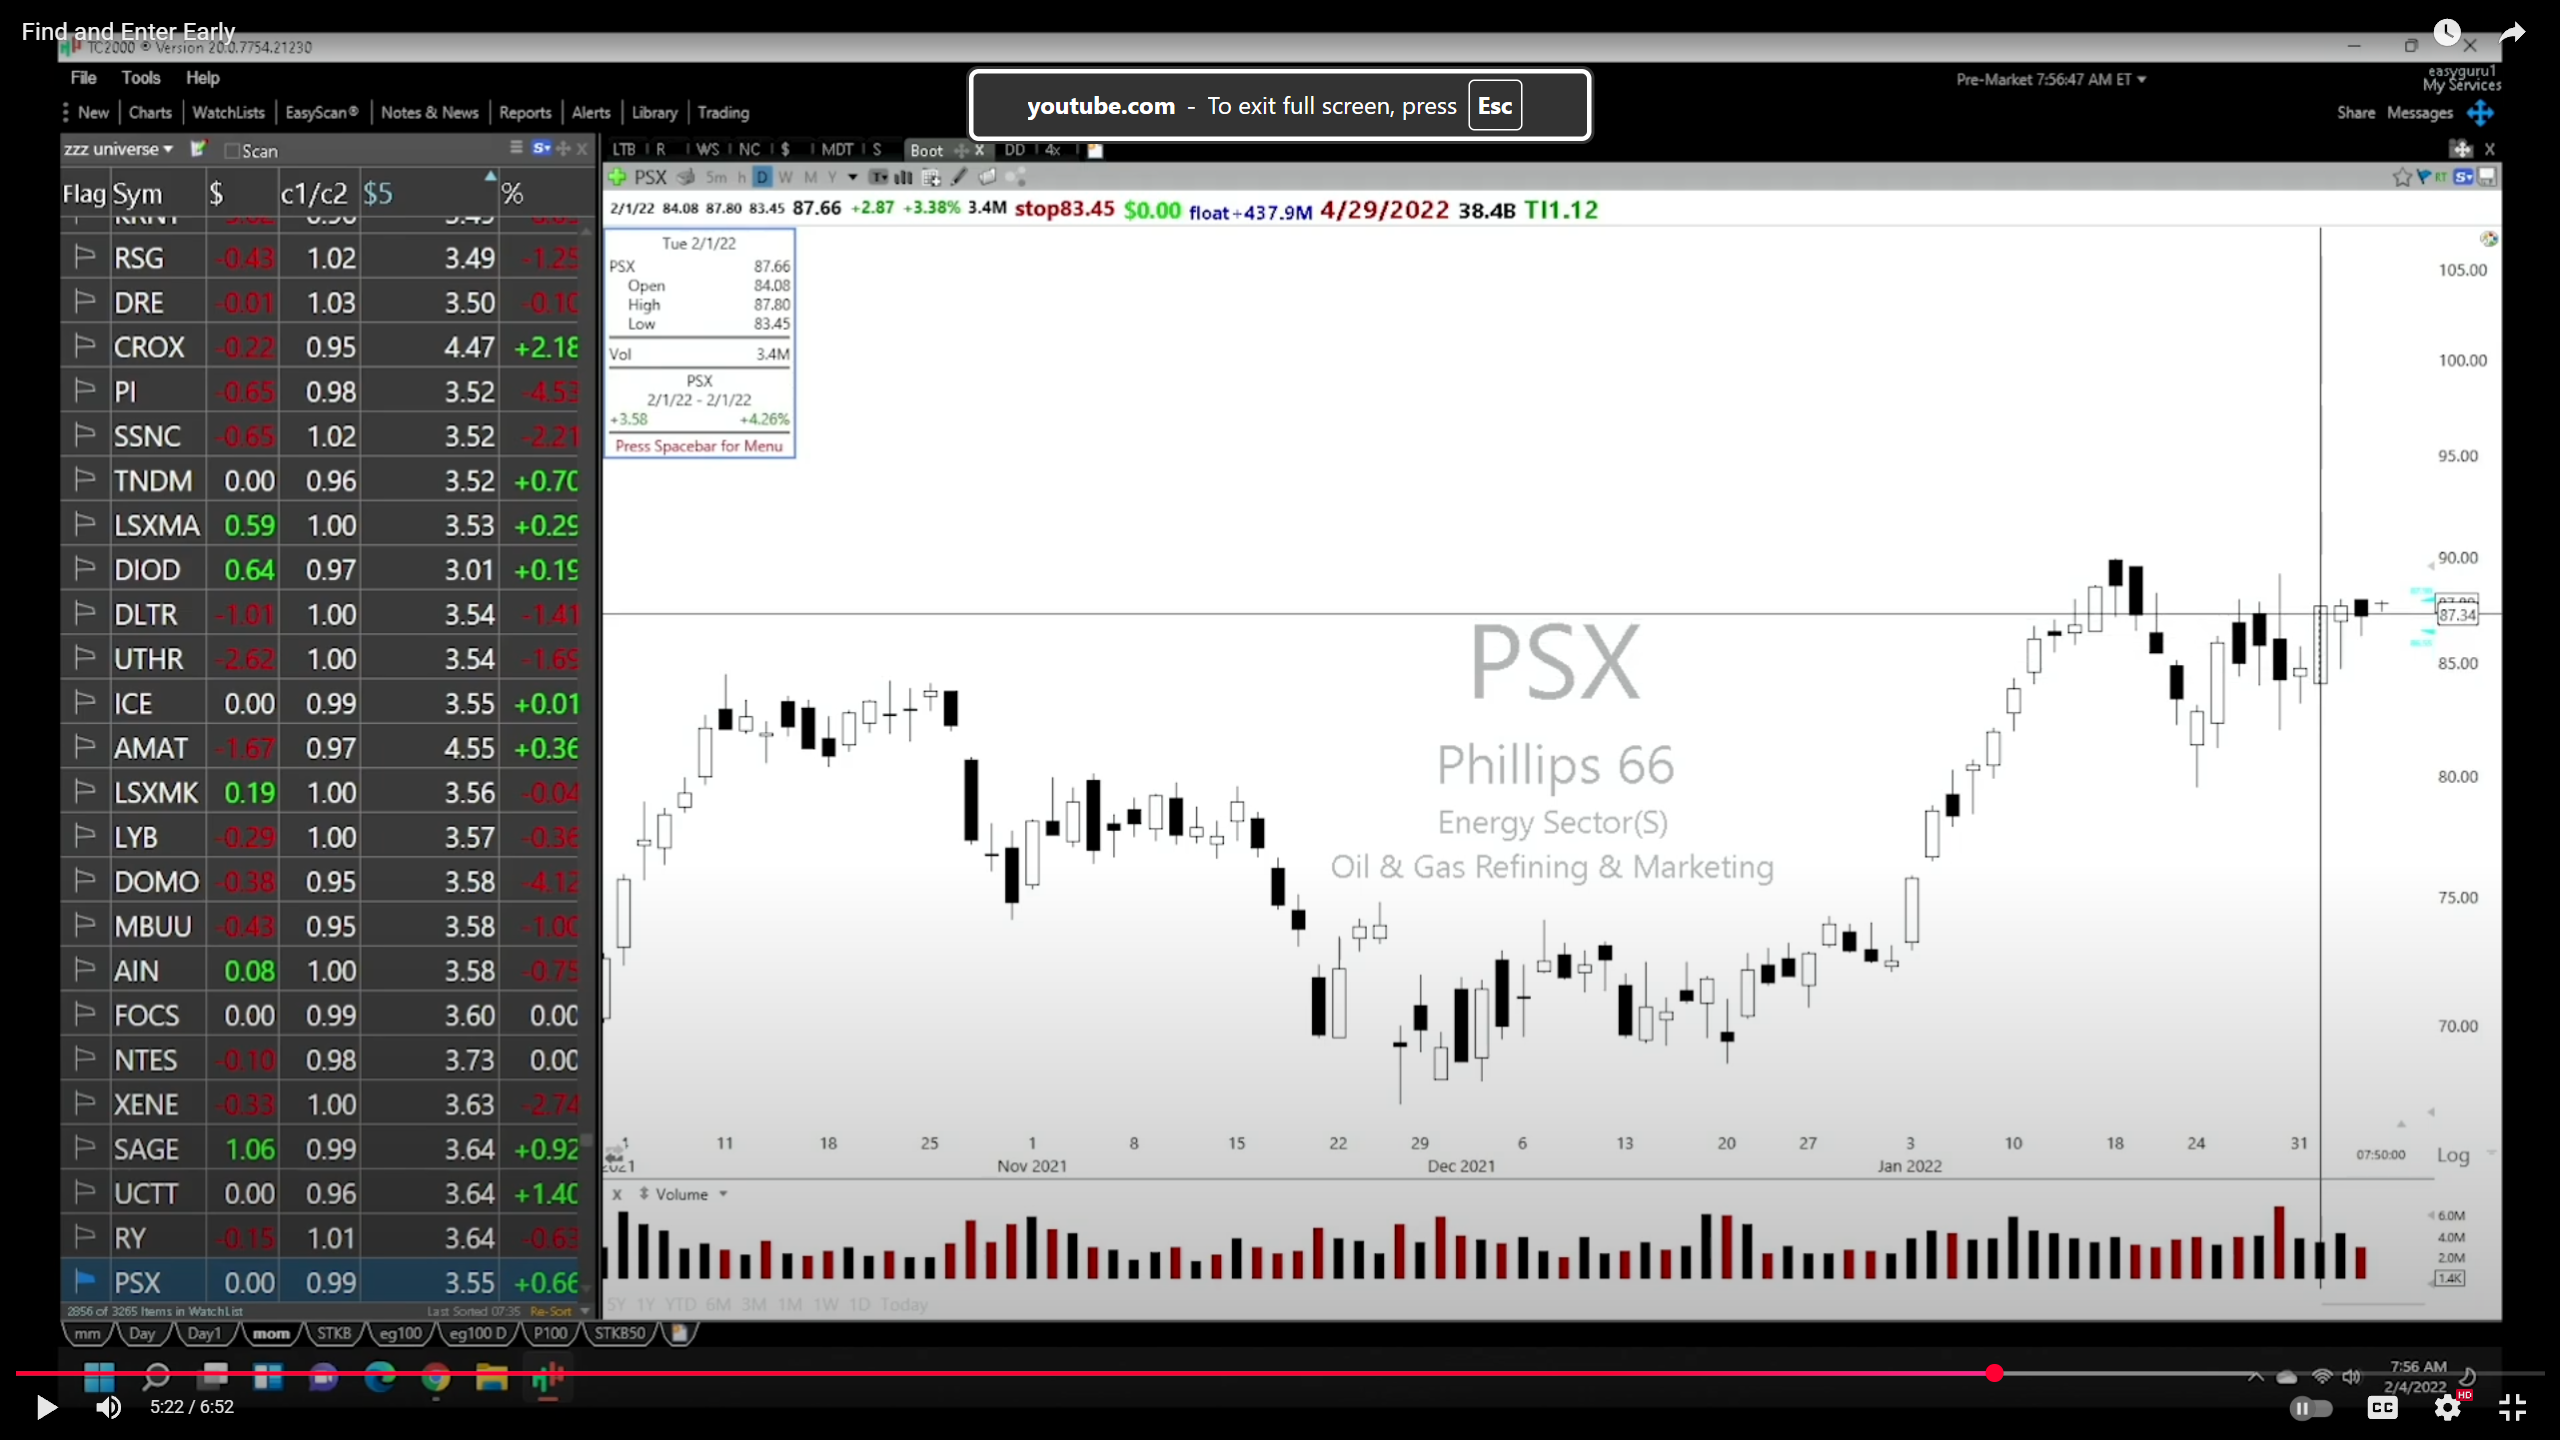 Find and Enter Early
TC2000 ® Version 20.0.7754.21230
File Tools Help
youtube.com - To exit full screen, press Esc
Pre-Market 7:56:47 AM ET
easyguru1
My Services
New Charts WatchLists EasyScan® Notes & News Reports Alerts Library Trading
Share Messages
zzz universe Scan
LTB R WS NC $ MDT S Boot X DD 4x
PSX 5m h D W M Y
RT
Flag Sym $ c1/c2 $5 %
2/1/22 84.08 87.80 83.45 87.66 +2.87 +3.38% 3.4M stop83.45 $0.00 float÷437.9M 4/29/2022 38.4B TI1.12
RSG -0.43 1.02 3.49 -1.25
DRE -0.01 1.03 3.50 -0.10
CROX -0.22 0.95 4.47 +2.18
PI -0.65 0.98 3.52 -4.53
SSNC -0.65 1.02 3.52 -2.21
TNDM 0.00 0.96 3.52 +0.70
LSXMA 0.59 1.00 3.53 +0.29
DIOD 0.64 0.97 3.01 +0.19
DLTR -1.01 1.00 3.54 -1.41
UTHR -2.62 1.00 3.54 -1.69
ICE 0.00 0.99 3.55 +0.01
AMAT -1.67 0.97 4.55 +0.36
LSXMK 0.19 1.00 3.56 -0.04
LYB -0.29 1.00 3.57 -0.36
DOMO -0.38 0.95 3.58 -4.12
MBUU -0.43 0.95 3.58 -1.00
AIN 0.08 1.00 3.58 -0.75
FOCS 0.00 0.99 3.60 0.00
NTES -0.10 0.98 3.73 0.00
XENE -0.33 1.00 3.63 -2.74
SAGE 1.06 0.99 3.64 +0.92
UCTT 0.00 0.96 3.64 +1.40
RY -0.15 1.01 3.64 -0.63
PSX 0.00 0.99 3.55 +0.66
2856 of 3265 Items in WatchList Last Sorted 07:35 Re-Sort
mm Day Day1 mom STKB eg100 eg100 D P100 STKB50
Tue 2/1/22
PSX 87.66
Open 84.08
High 87.80
Low 83.45
Vol 3.4M
PSX
2/1/22 - 2/1/22
+3.58 +4.26%
Press Spacebar for Menu
PSX
Phillips 66
Energy Sector(S)
Oil & Gas Refining & Marketing
105.00
100.00
95.00
90.00
87.34
85.00
80.00
75.00
70.00
1 11 18 25 1 8 15 22 29 6 13 20 27 3 10 18 24 31
Nov 2021 Dec 2021 Jan 2022 07:50:00 Log
X Volume
6.0M
4.0M
2.0M
1.4K
5Y 1Y YTD 6M 3M 1M 1W 1D Today
7:56 AM
2/4/2022
5:22 / 6:52
CC HD